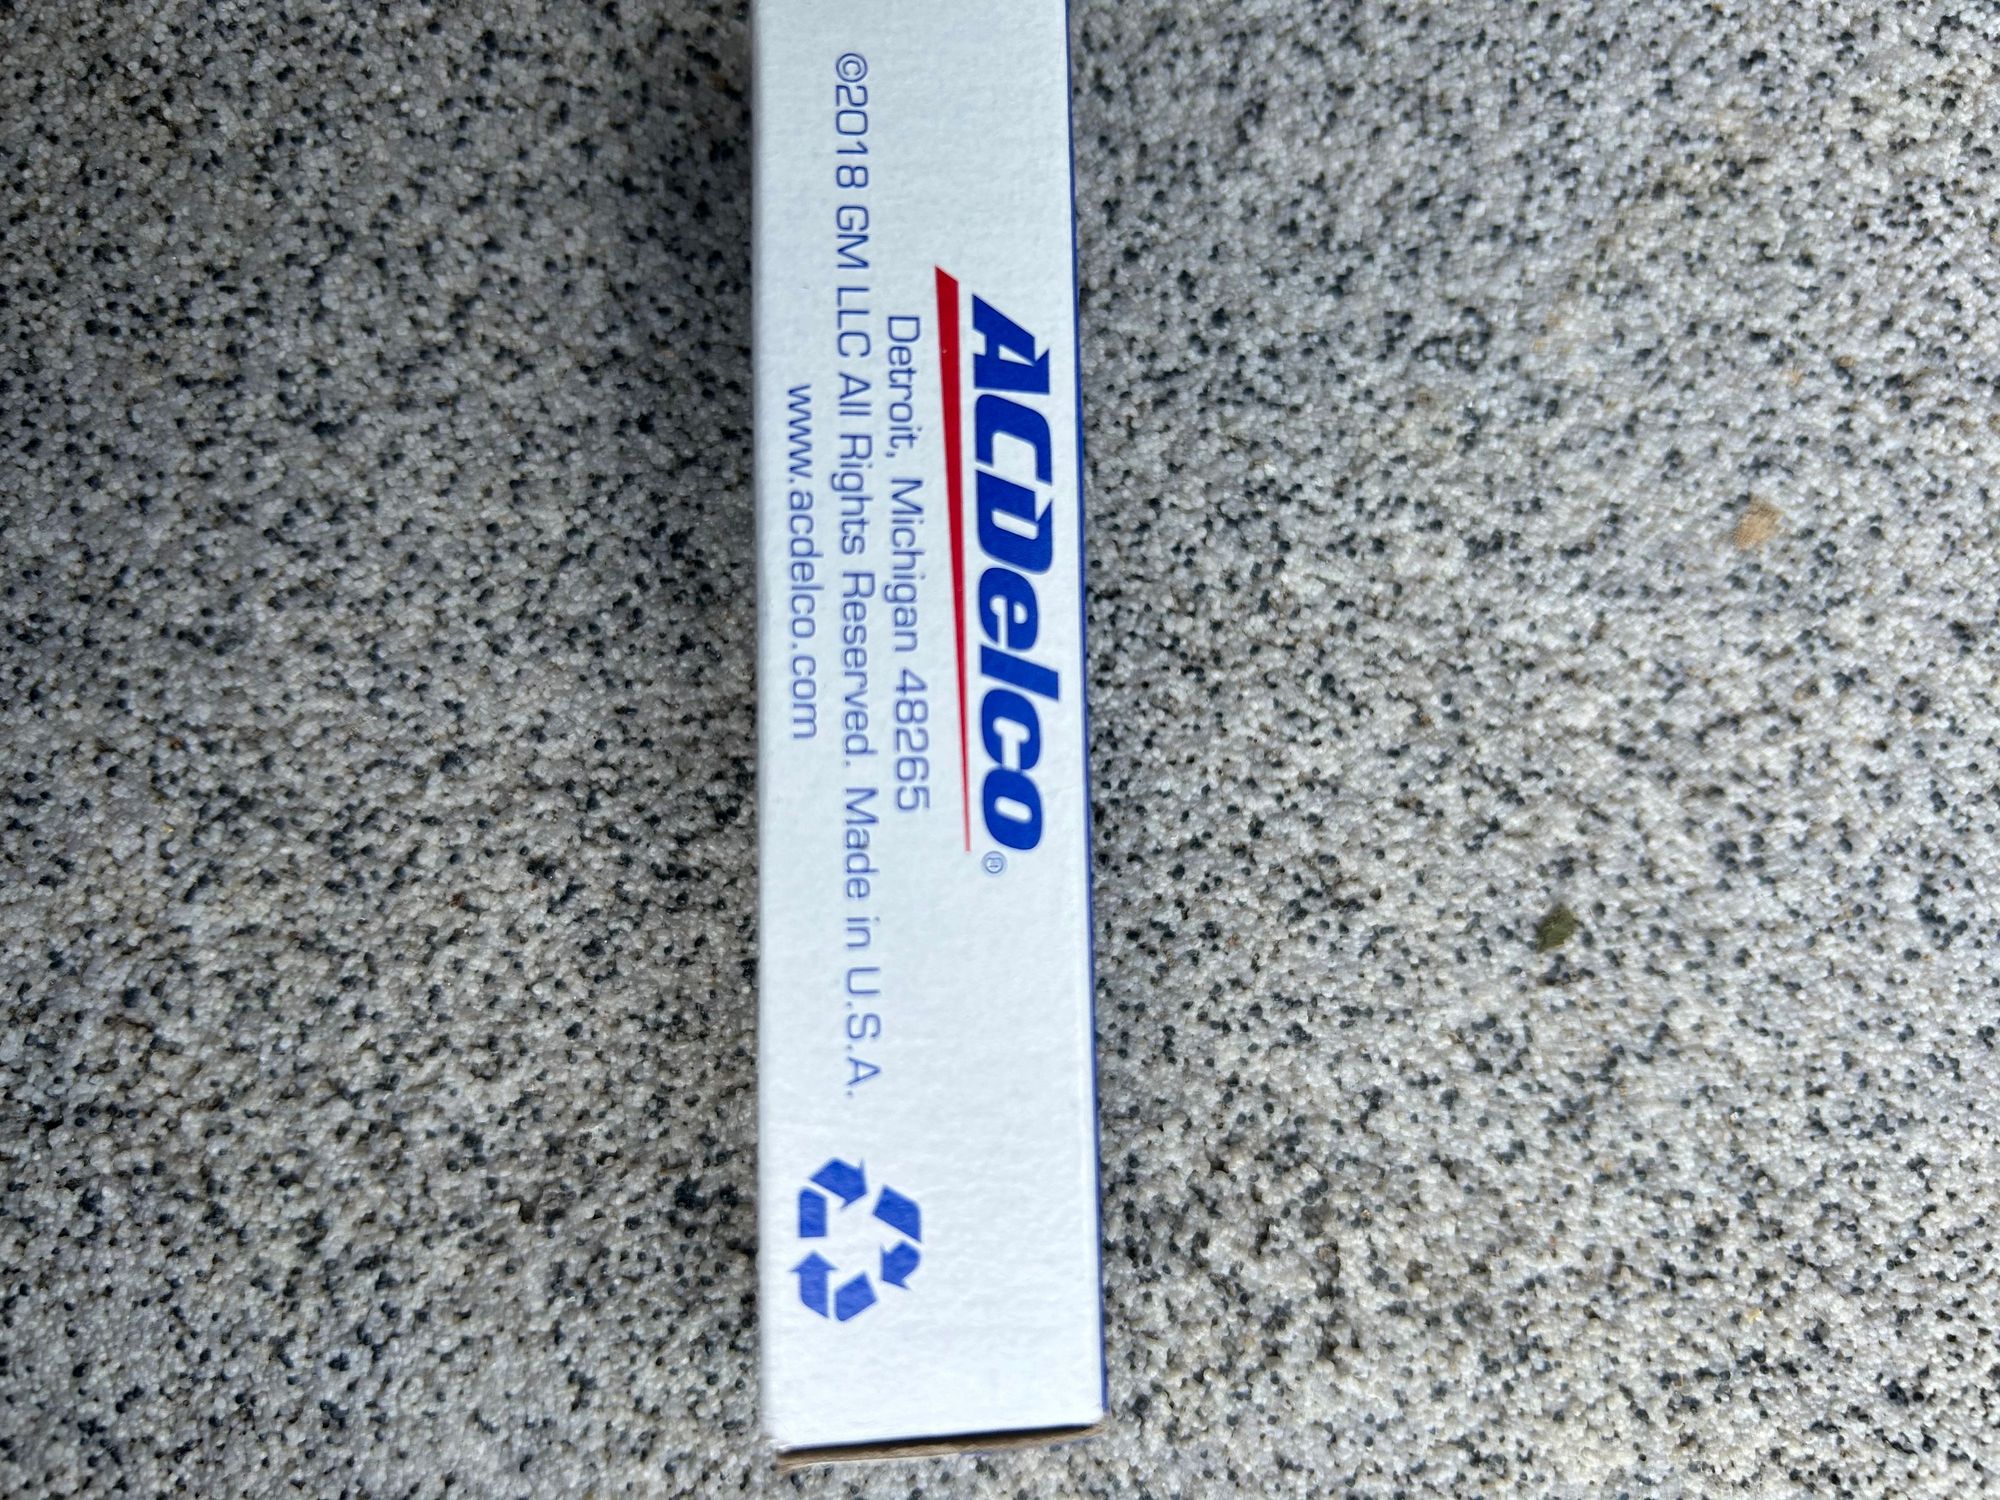 ACDelco®
Detroit, Michigan 48265
©2018 GM LLC All Rights Reserved. Made in U.S.A.
www.acdelco.com